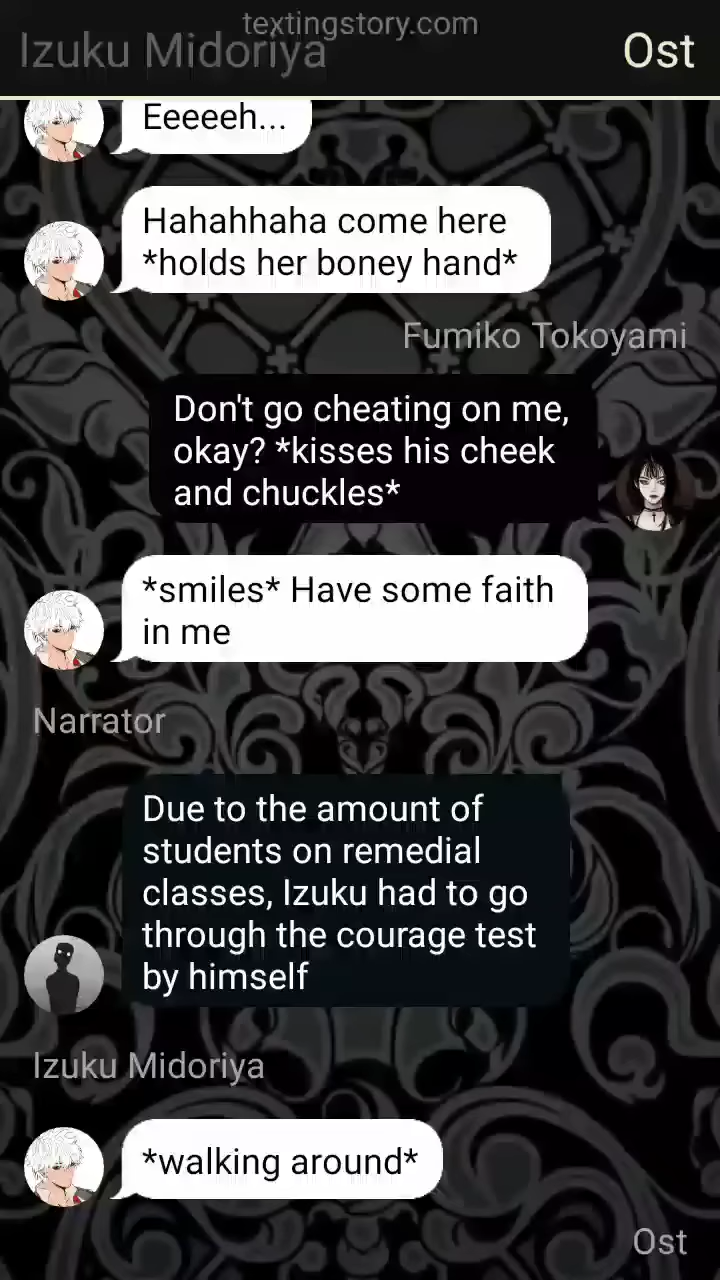 textingstory.com
Izuku Midoriya
Ost
Eeeeeh...
Hahahhaha come here
*holds her boney hand*
Fumiko Tokoyami
Don't go cheating on me,
okay? *kisses his cheek
and chuckles*
*smiles* Have some faith
in me
Narrator
Due to the amount of
students on remedial
classes, Izuku had to go
through the courage test
by himself
Izuku Midoriya
*walking around*
Ost